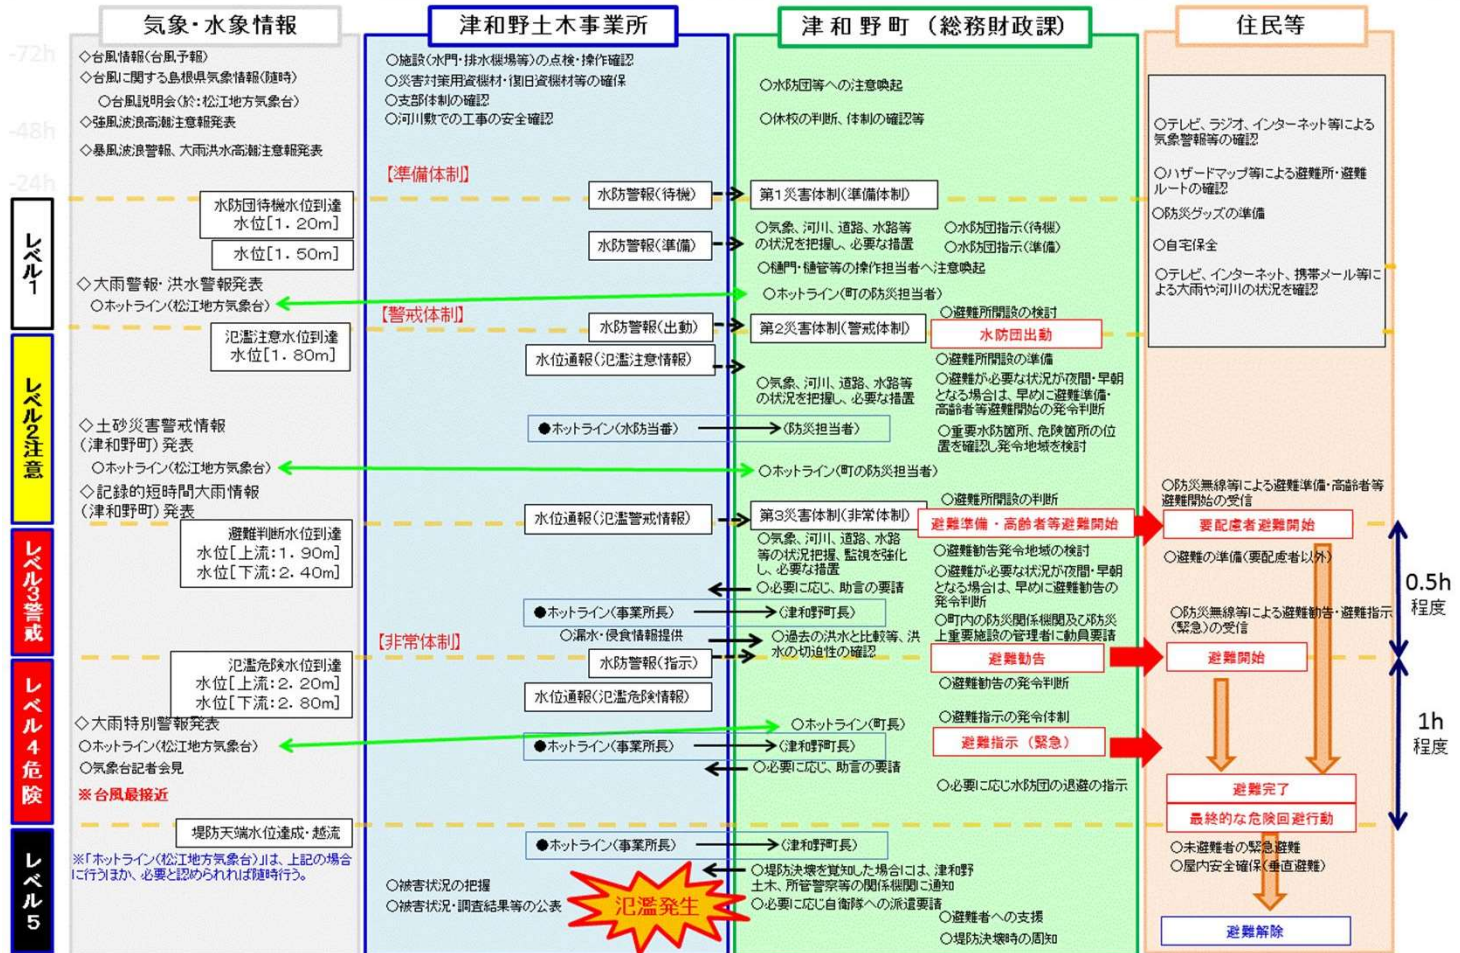 気象・水象情報
津和野土木事業所
津和野町(総務財政課)
住民等
-72h
-48h
-24h
レベル1
レベル2注意
レベル3警戒
レベル4危険
レベル5
◇台風情報(台風予報)
◇台風に関する島根県気象情報(随時)
○台風説明会(於:松江地方気象台)
◇強風波浪高潮注意報発表
◇暴風波浪警報、大雨洪水高潮注意報発表
水防団待機水位到達
水位[1.20m]
水位[1.50m]
◇大雨警報・洪水警報発表
○ホットライン(松江地方気象台)
氾濫注意水位到達
水位[1.80m]
◇土砂災害警戒情報
(津和野町)発表
○ホットライン(松江地方気象台)
◇記録的短時間大雨情報
(津和野町)発表
避難判断水位到達
水位[上流:1.90m]
水位[下流:2.40m]
氾濫危険水位到達
水位[上流:2.20m]
水位[下流:2.80m]
◇大雨特別警報発表
○ホットライン(松江地方気象台)
○気象台記者会見
※台風最接近
堤防天端水位達成・越流
※「ホットライン(松江地方気象台)」は、上記の場合
に行うほか、必要と認められれば随時行う。
○施設(水門・排水機場等)の点検・操作確認
○災害対策用資機材・復旧資機材等の確保
○支部体制の確認
○河川敷での工事の安全確認
【準備体制】
水防警報(待機)
水防警報(準備)
【警戒体制】
水防警報(出動)
水位通報(氾濫注意情報)
●ホットライン(水防当番)
(防災担当者)
水位通報(氾濫警戒情報)
●ホットライン(事業所長)
(津和野町長)
○漏水・侵食情報提供
【非常体制】
水防警報(指示)
水位通報(氾濫危険情報)
●ホットライン(事業所長)
(津和野町長)
●ホットライン(事業所長)
(津和野町長)
○被害状況の把握
○被害状況・調査結果等の公表
氾濫発生
○水防団等への注意喚起
○休校の判断、体制の確認等
第1災害体制(準備体制)
○気象、河川、道路、水路等
の状況を把握し、必要な措置
○水防団指示(待機)
○水防団指示(準備)
○樋門・樋管等の操作担当者へ注意喚起
○ホットライン(町の防災担当者)
○避難所開設の検討
第2災害体制(警戒体制)
水防団出動
○避難所開設の準備
○気象、河川、道路、水路等
の状況を把握し、必要な措置
○避難が必要な状況が夜間・早朝
となる場合は、早めに避難準備・
高齢者等避難開始の発令判断
○重要水防箇所、危険箇所の位
置を確認し発令地域を検討
○ホットライン(町の防災担当者)
○避難所開設の判断
第3災害体制(非常体制)
避難準備・高齢者等避難開始
○気象、河川、道路、水路
等の状況把握、監視を強化
し、必要な措置
○避難勧告発令地域の検討
○避難が必要な状況が夜間・早朝
となる場合は、早めに避難勧告の
発令判断
○必要に応じ、助言の要請
○町内の防災関係機関及び防災
上重要施設の管理者に動員要請
○過去の洪水と比較等、洪
水の切迫性の確認
避難勧告
○避難勧告の発令判断
○避難指示の発令体制
○ホットライン(町長)
避難指示(緊急)
○必要に応じ、助言の要請
○必要に応じ水防団の退避の指示
○堤防決壊を覚知した場合には、津和野
土木、所管警察等の関係機関に通知
○必要に応じ自衛隊への派遣要請
○避難者への支援
○堤防決壊時の周知
○テレビ、ラジオ、インターネット等による
気象警報等の確認
○ハザードマップ等による避難所・避難
ルートの確認
○防災グッズの準備
○自宅保全
○テレビ、インターネット、携帯メール等に
よる大雨や河川の状況を確認
○防災無線等による避難準備・高齢者等
避難開始の受信
要配慮者避難開始
○避難の準備(要配慮者以外)
○防災無線等による避難勧告・避難指示
(緊急)の受信
避難開始
避難完了
最終的な危険回避行動
○未避難者の緊急避難
○屋内安全確保(垂直避難)
避難解除
0.5h
程度
1h
程度